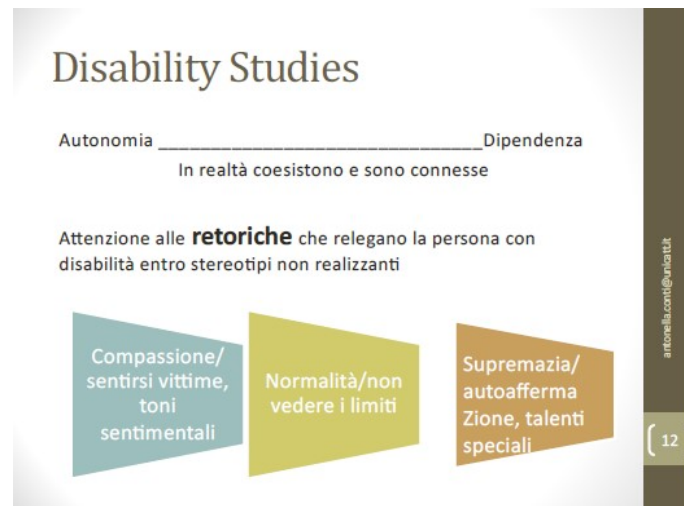 Disability Studies
Autonomia _______________________________Dipendenza
In realtà coesistono e sono connesse
Attenzione alle retoriche che relegano la persona con
disabilità entro stereotipi non realizzanti
Compassione/
sentirsi vittime,
toni
sentimentali
Normalità/non
vedere i limiti
Supremazia/
autoafferma
Zione, talenti
speciali
antonella.conti@unicatt.it
12